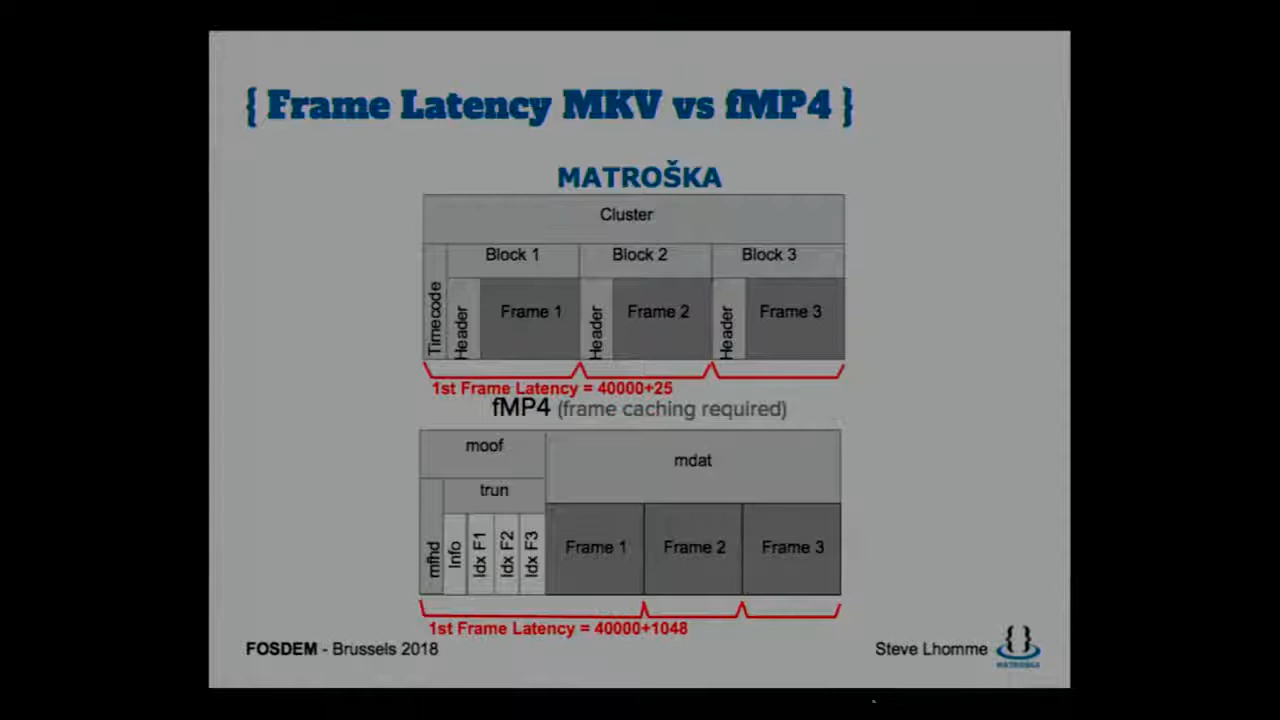 { Frame Latency MKV vs fMP4 }
MATROŠKA
Cluster
Block 1 Block 2 Block 3
Timecode Header Frame 1 Header Frame 2 Header Frame 3
1st Frame Latency = 40000+25
fMP4 (frame caching required)
moof mdat
trun
mfhd Info Idx F1 Idx F2 Idx F3 Frame 1 Frame 2 Frame 3
1st Frame Latency = 40000+1048
FOSDEM - Brussels 2018
Steve Lhomme
MATROŠKA